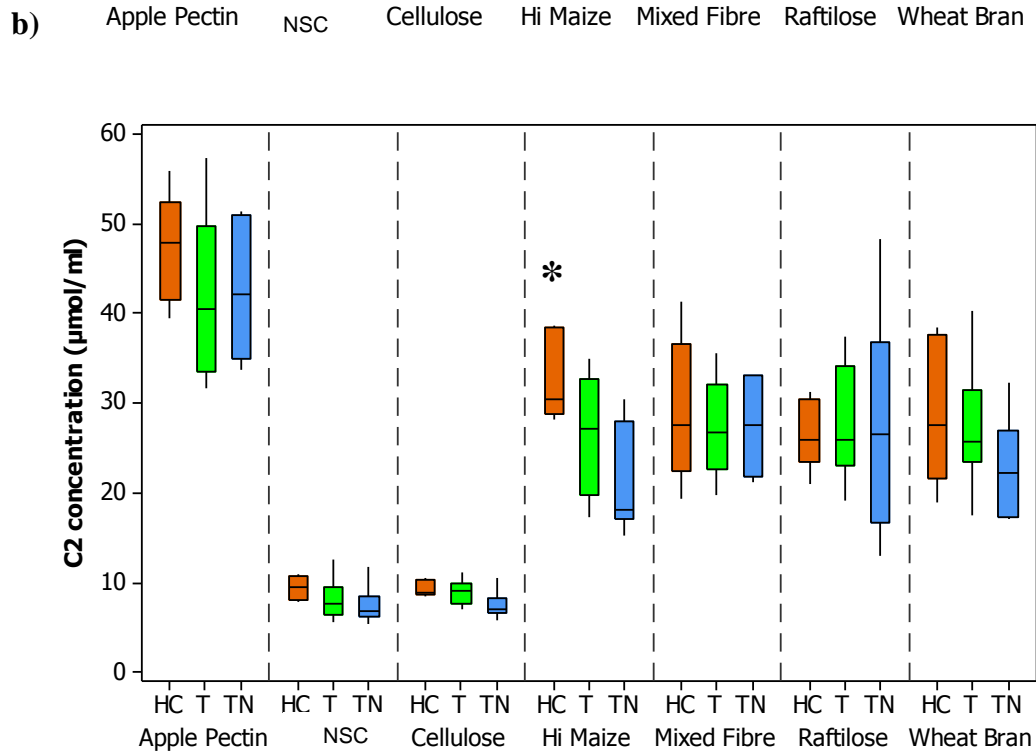 Apple Pectin NSC Cellulose Hi Maize Mixed Fibre Raftilose Wheat Bran
b)
60
50
40
30
20
10
0
C2 concentration (µmol/ml)
*
HC T TN HC T TN HC T TN HC T TN HC T TN HC T TN HC T TN
Apple Pectin NSC Cellulose Hi Maize Mixed Fibre Raftilose Wheat Bran